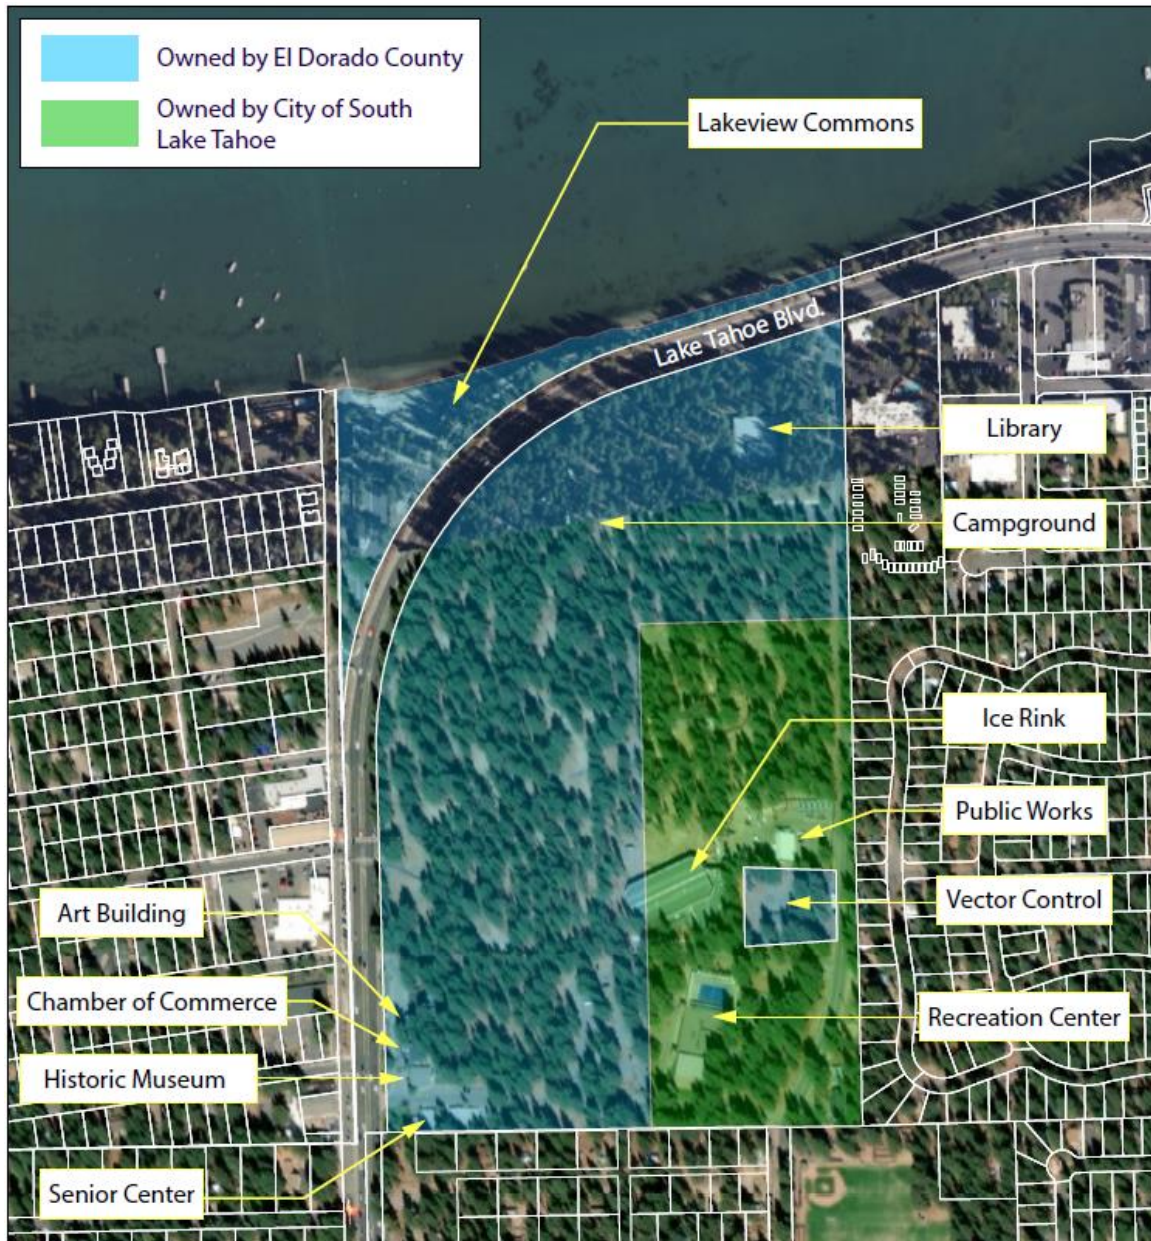 Owned by El Dorado County
Owned by City of South
Lake Tahoe
Lakeview Commons
Lake Tahoe Blvd.
Library
Campground
Ice Rink
Public Works
Vector Control
Art Building
Chamber of Commerce
Recreation Center
Historic Museum
Senior Center